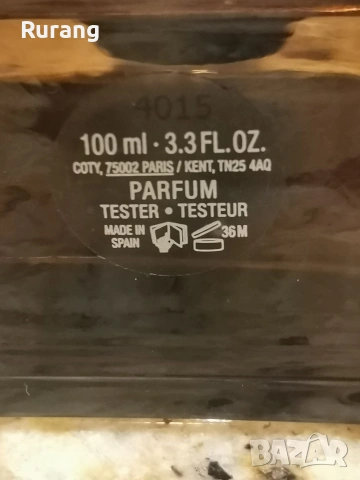 Rurang
4015
100 ml · 3.3 FL.OZ.
COTY, 75002 PARIS / KENT, TN25 4AQ
PARFUM
TESTER • TESTEUR
MADE IN
SPAIN
36 M
BAZAR